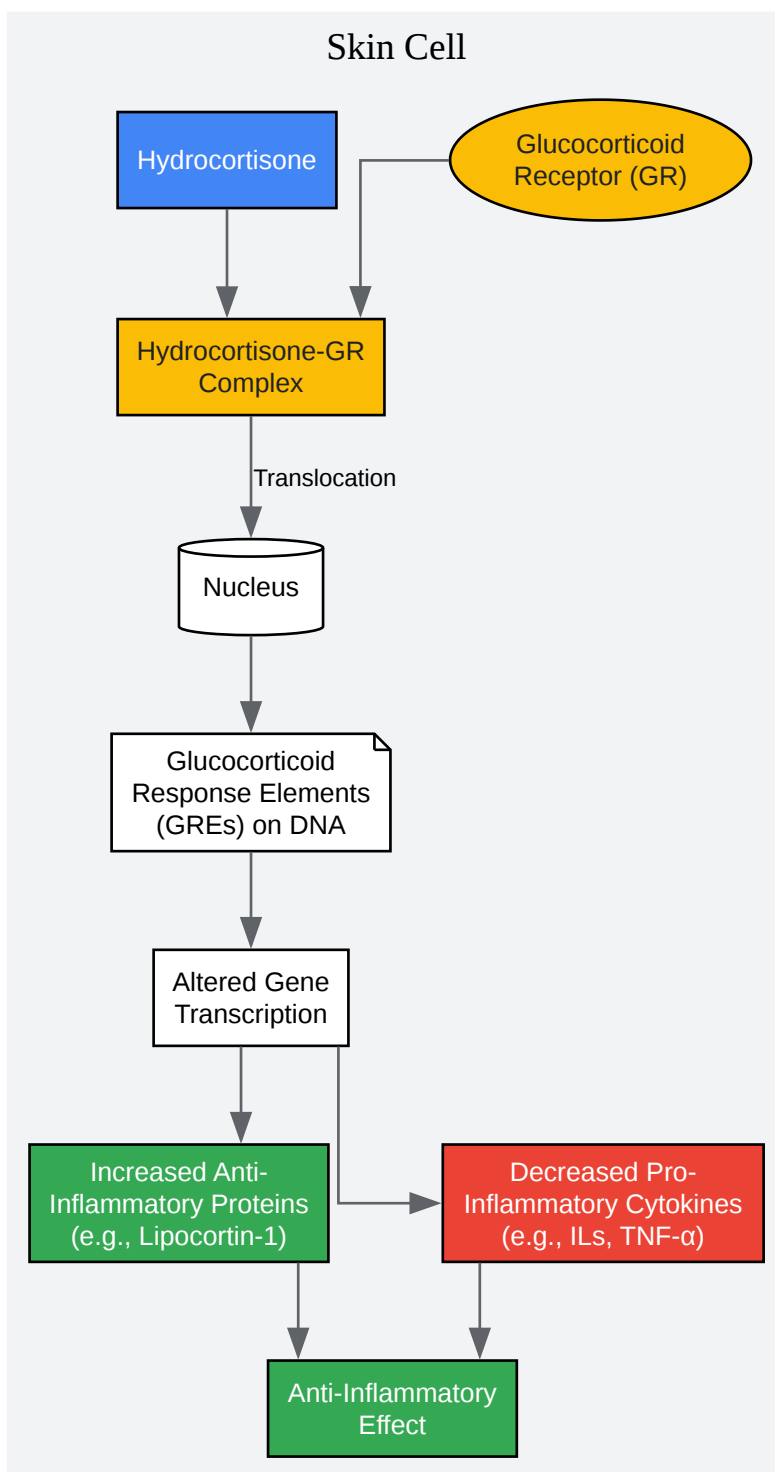 Skin Cell
Hydrocortisone
Glucocorticoid
Receptor (GR)
Hydrocortisone-GR
Complex
Translocation
Nucleus
Glucocorticoid
Response Elements
(GREs) on DNA
Altered Gene
Transcription
Increased Anti-
Inflammatory Proteins
(e.g., Lipocortin-1)
Decreased Pro-
Inflammatory Cytokines
(e.g., ILs, TNF-α)
Anti-Inflammatory
Effect